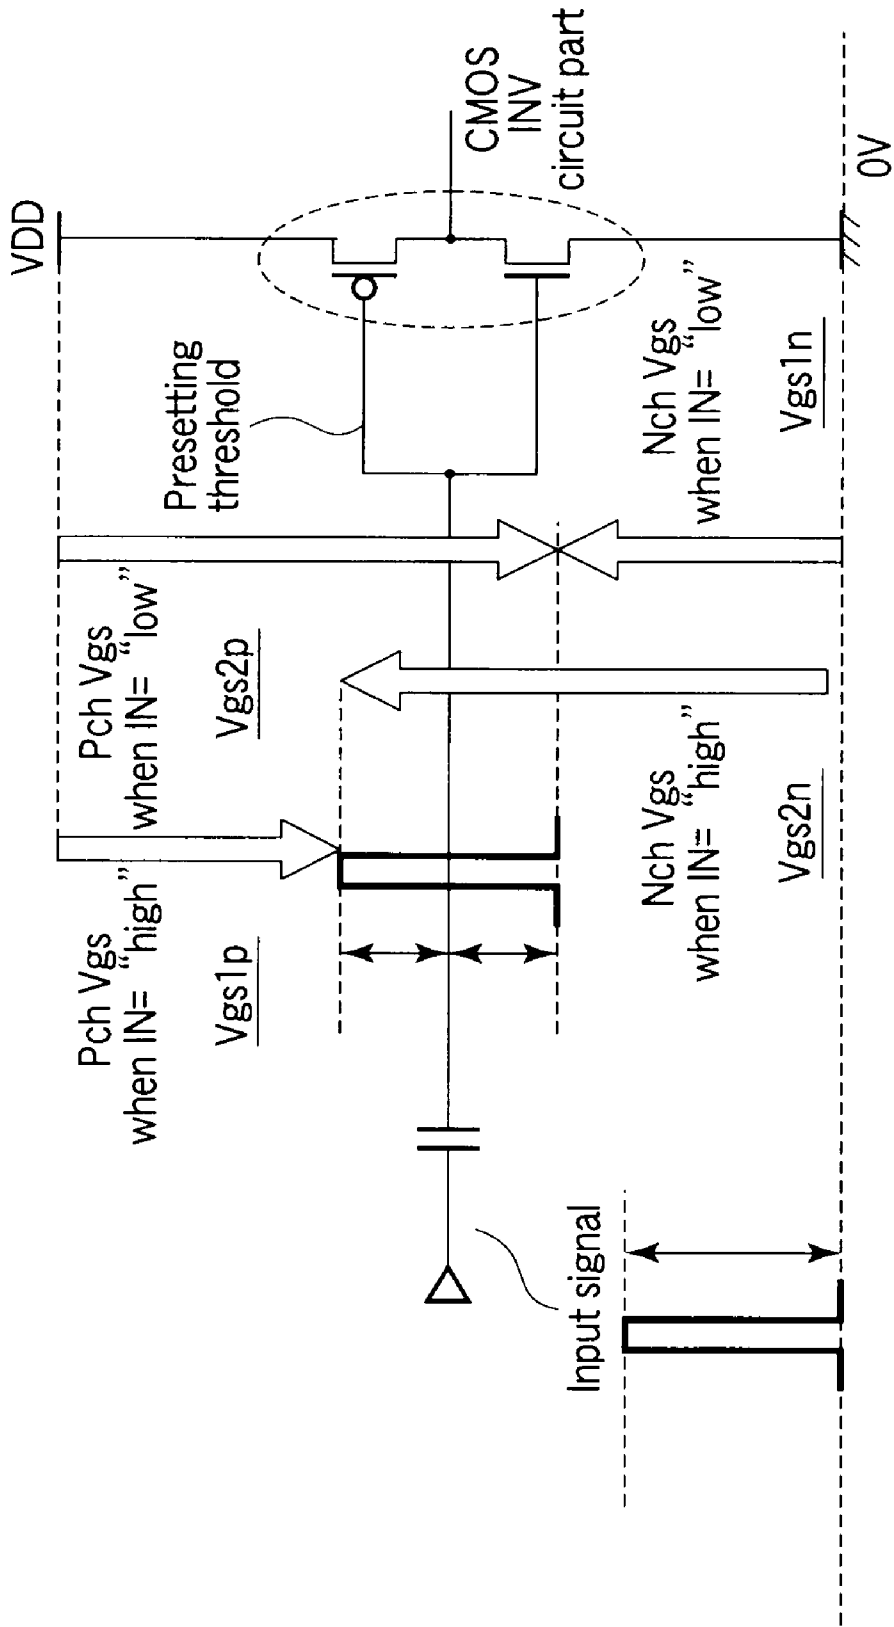 VDD
Pch Vgs
when IN= “high”
Vgs1p
Pch Vgs
when IN= “low”
Vgs2p
Presetting
threshold
CMOS
INV
circuit part
Input signal
Nch Vgs
when IN= “high”
Vgs2n
Nch Vgs
when IN= “low”
Vgs1n
0V